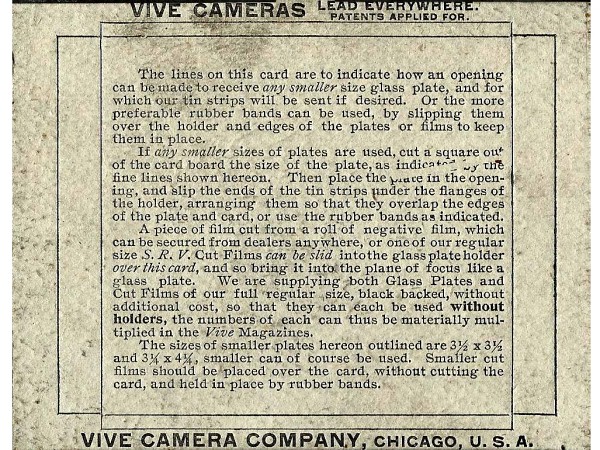 VIVE CAMERAS LEAD EVERYWHERE.
PATENTS APPLIED FOR.
The lines on this card are to indicate how an opening
can be made to receive any smaller size glass plate, and for
which our tin strips will be sent if desired. Or the more
preferable rubber bands can be used, by slipping them
over the holder and edges of the plates or films to keep
them in place.
If any smaller sizes of plates are used, cut a square out
of the card board the size of the plate, as indicated by the
fine lines shown hereon. Then place the plate in the open-
ing, and slip the ends of the tin strips under the flanges of
the holder, arranging them so that they overlap the edges
of the plate and card, or use the rubber bands as indicated.
A piece of film cut from a roll of negative film, which
can be secured from dealers anywhere, or one of our regular
size S. R. V. Cut Films can be slid into the glass plate holder
over this card, and so bring it into the plane of focus like a
glass plate. We are supplying both Glass Plates and
Cut Films of our full regular size, black backed, without
additional cost, so that they can each be used without
holders, the numbers of each can thus be materially mul-
tiplied in the Vive Magazines.
The sizes of smaller plates hereon outlined are 3½ x 3½
and 3¼ x 4¼, smaller can of course be used. Smaller cut
films should be placed over the card, without cutting the
card, and held in place by rubber bands.
VIVE CAMERA COMPANY, CHICAGO, U. S. A.